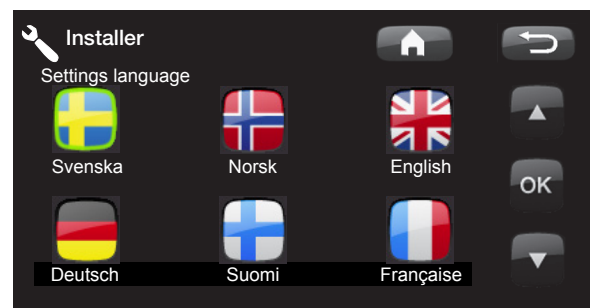 Installer
Settings language
Svenska Norsk English
OK
Deutsch Suomi Française